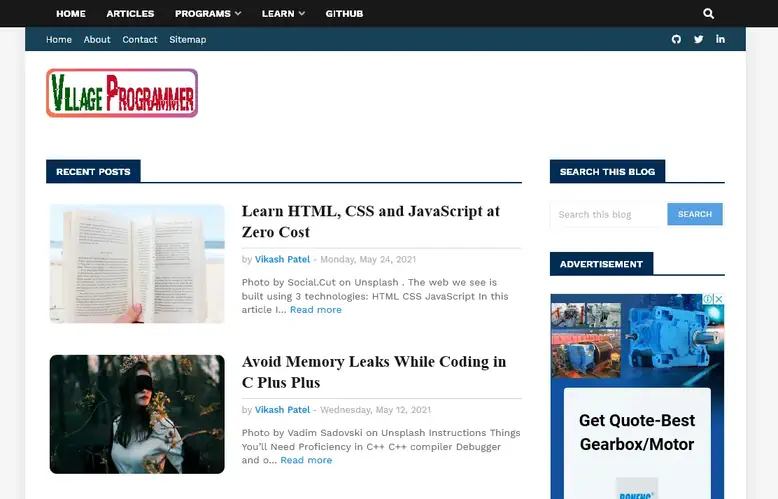 HOME ARTICLES PROGRAMS LEARN GITHUB
Home About Contact Sitemap
VILLAGE PROGRAMMER
RECENT POSTS
Learn HTML, CSS and JavaScript at
Zero Cost
by Vikash Patel - Monday, May 24, 2021
Photo by Social.Cut on Unsplash . The web we see is
built using 3 technologies: HTML CSS JavaScript In this
article I... Read more
Avoid Memory Leaks While Coding in
C Plus Plus
by Vikash Patel - Wednesday, May 12, 2021
Photo by Vadim Sadovski on Unsplash Instructions Things
You’ll Need Proficiency in C++ C++ compiler Debugger
and o... Read more
SEARCH THIS BLOG
Search this blog SEARCH
ADVERTISEMENT
Get Quote-Best
Gearbox/Motor